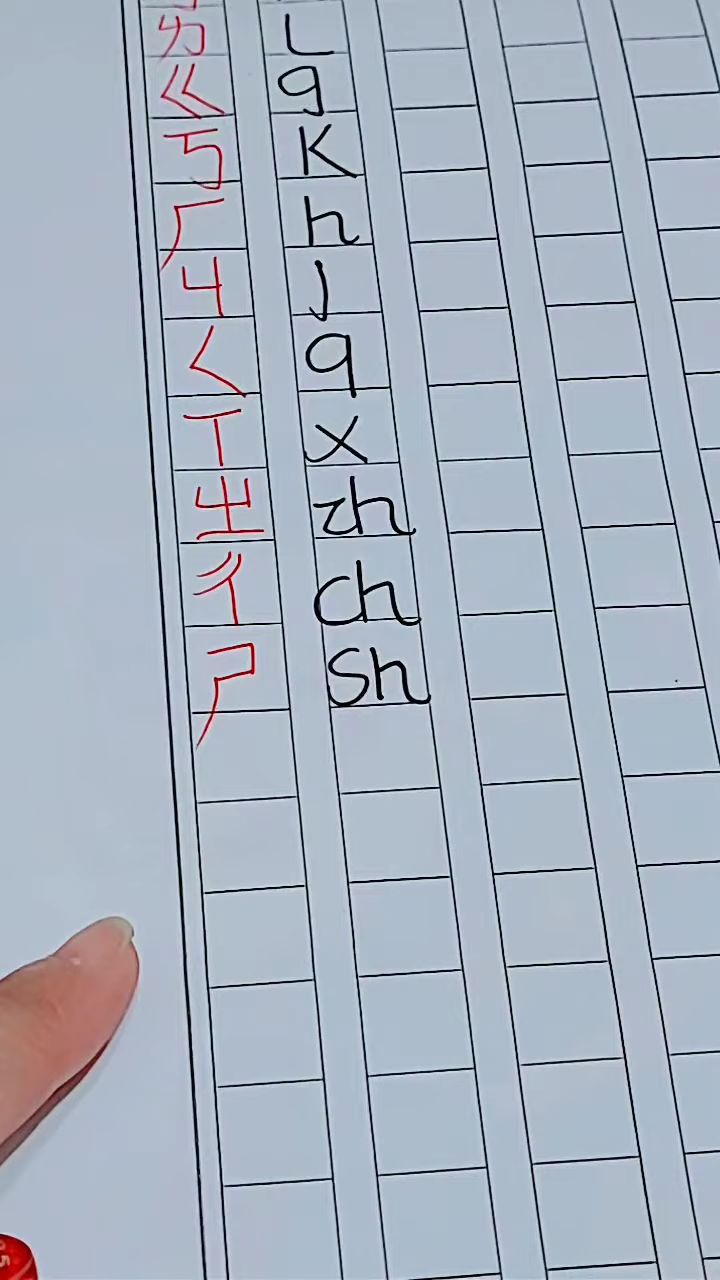 ㄌ L
ㄍ g
ㄎ K
ㄏ h
ㄐ j
ㄑ q
ㄒ x
ㄓ zh
ㄔ ch
ㄕ Sh